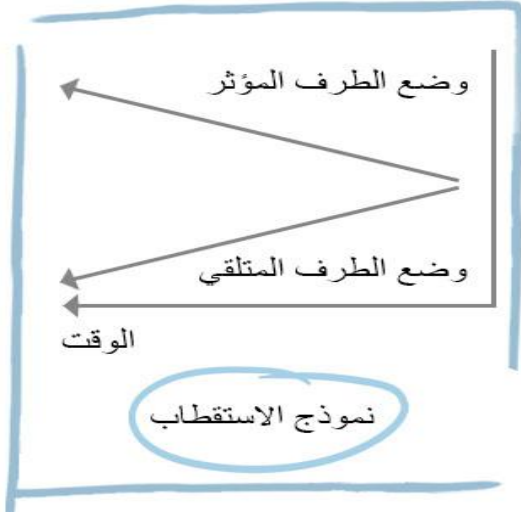 وضع الطرف المؤثر
وضع الطرف المتلقي
الوقت
نموذج الاستقطاب